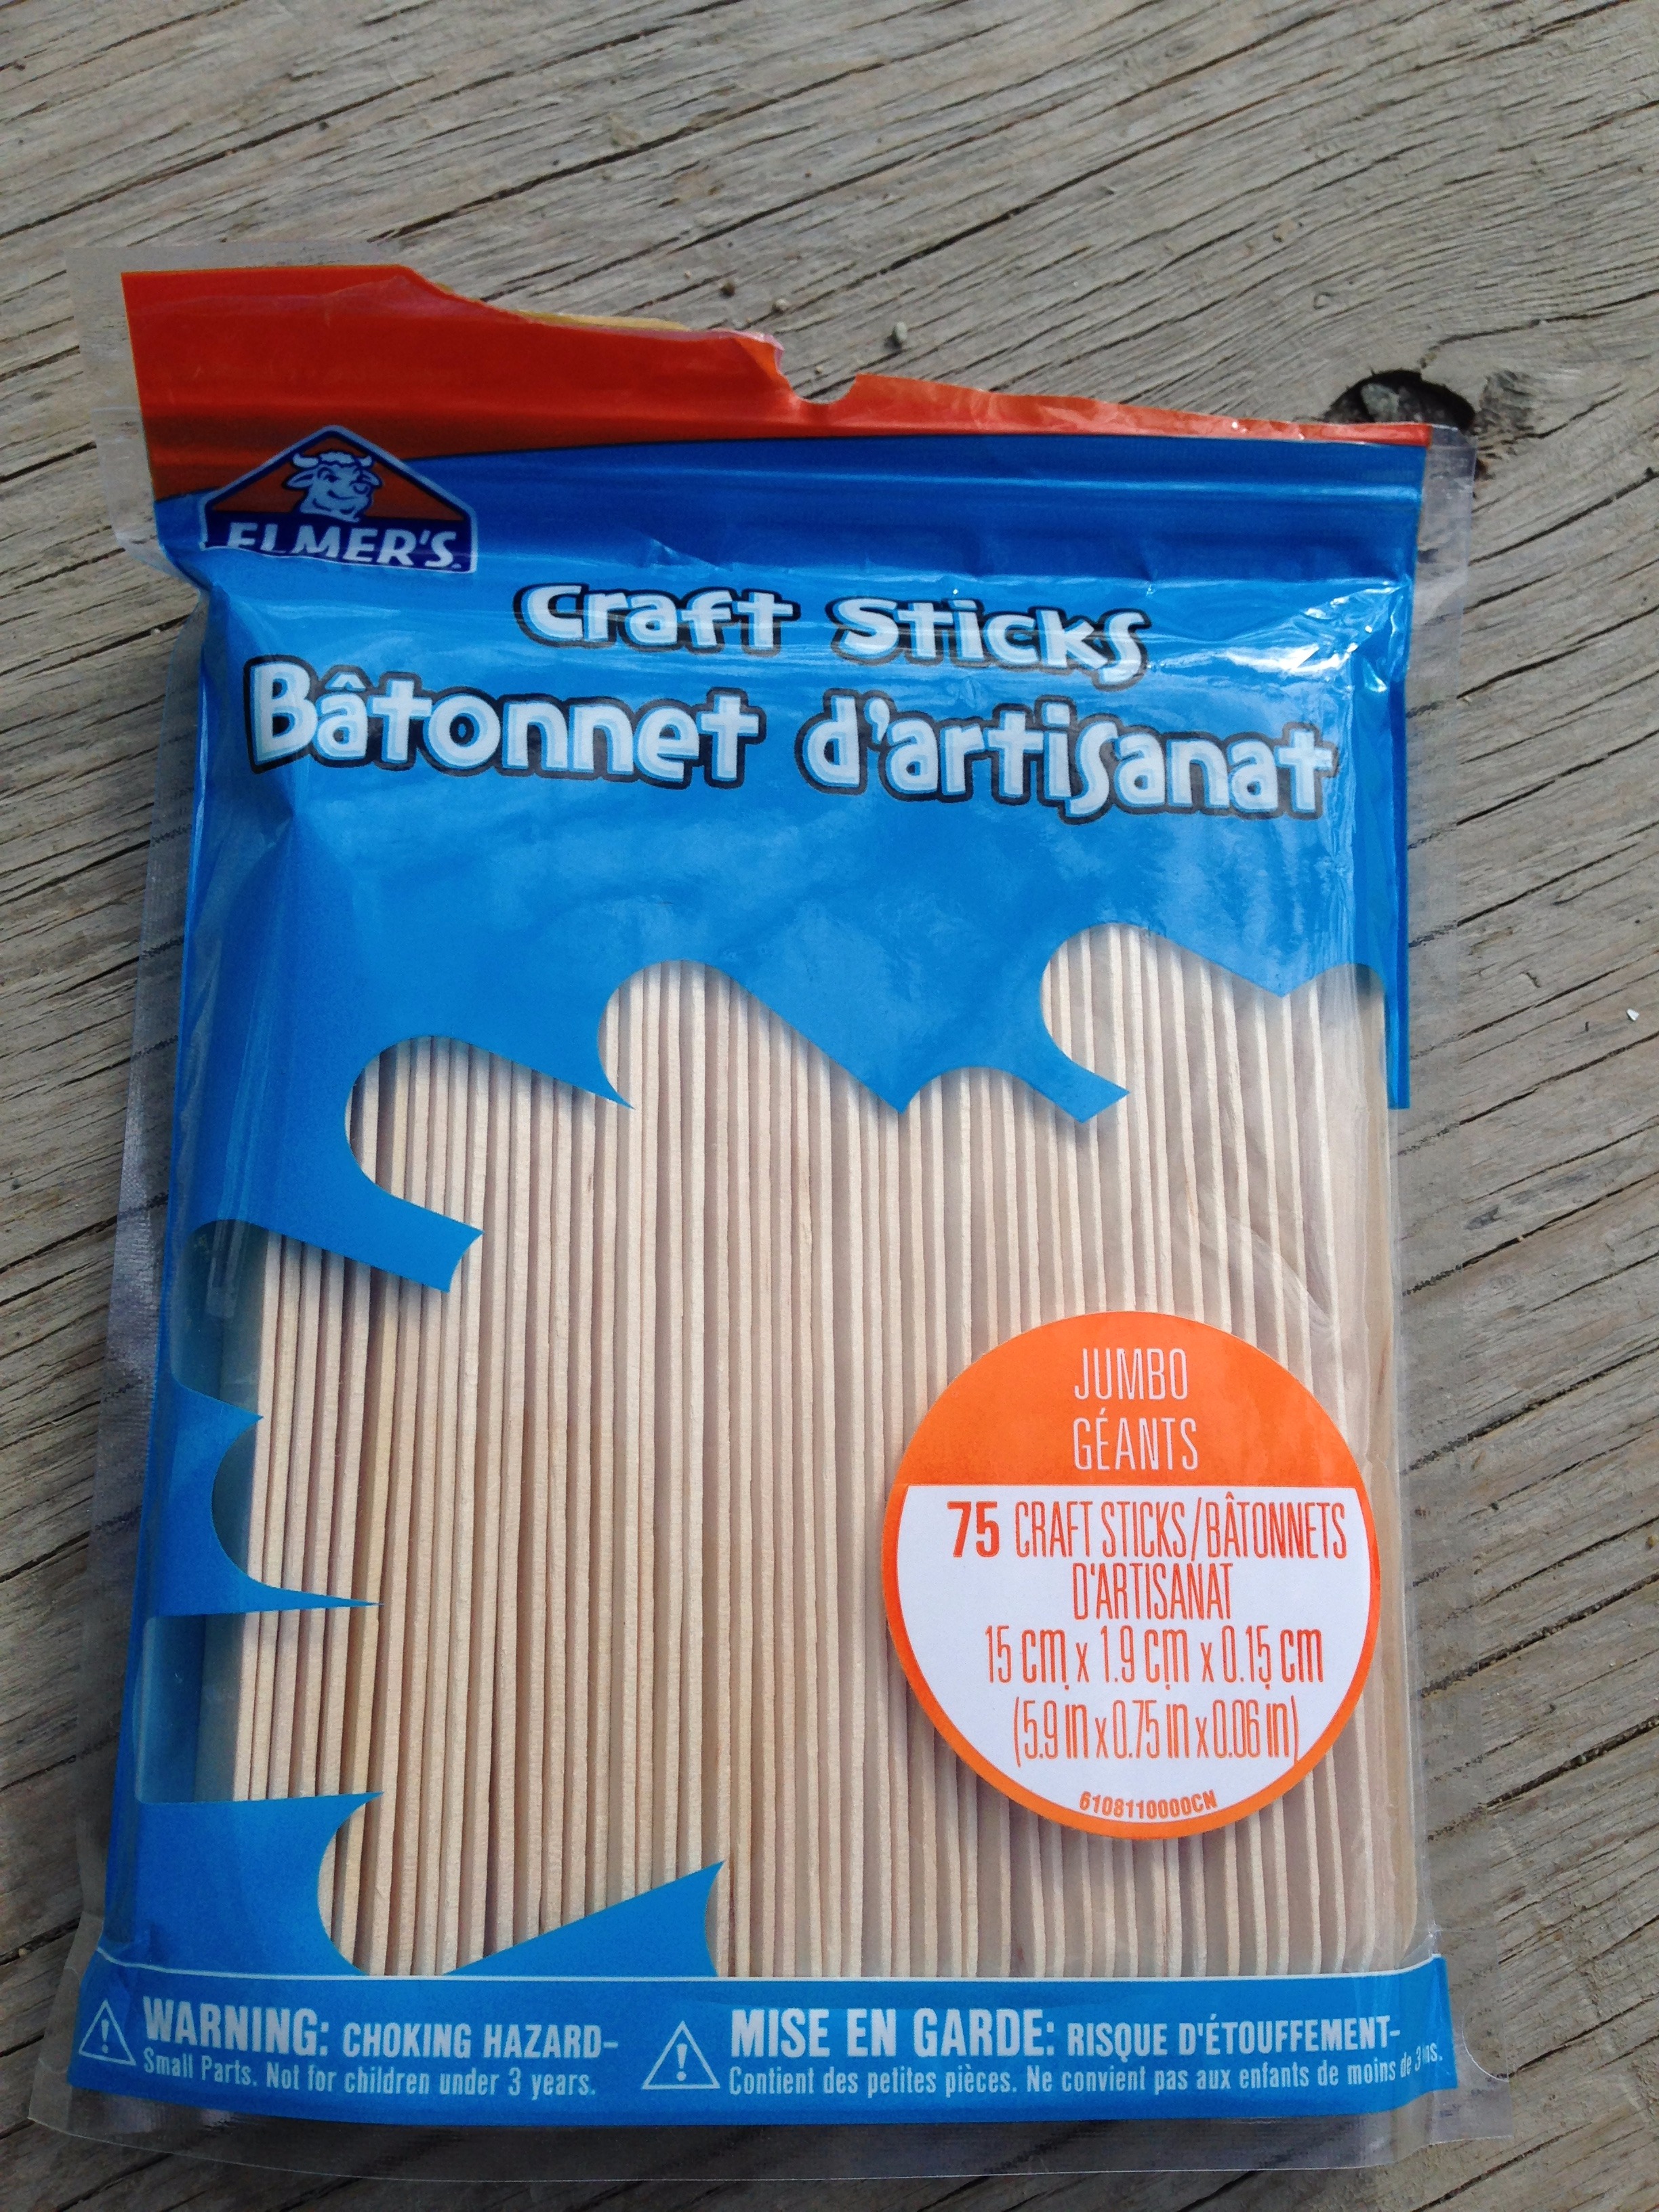 ELMER'S
Craft Sticks
Bâtonnet d'artisanat
JUMBO
GÉANTS
75 CRAFT STICKS/BÂTONNETS
D'ARTISANAT
15 cm x 1.9 cm x 0.15 cm
(5.9 in x 0.75 in x 0.06 in)
6108110000CN
WARNING: CHOKING HAZARD-
Small Parts. Not for children under 3 years.
MISE EN GARDE: RISQUE D'ÉTOUFFEMENT-
Contient des petites pièces. Ne convient pas aux enfants de moins de 3 ans.